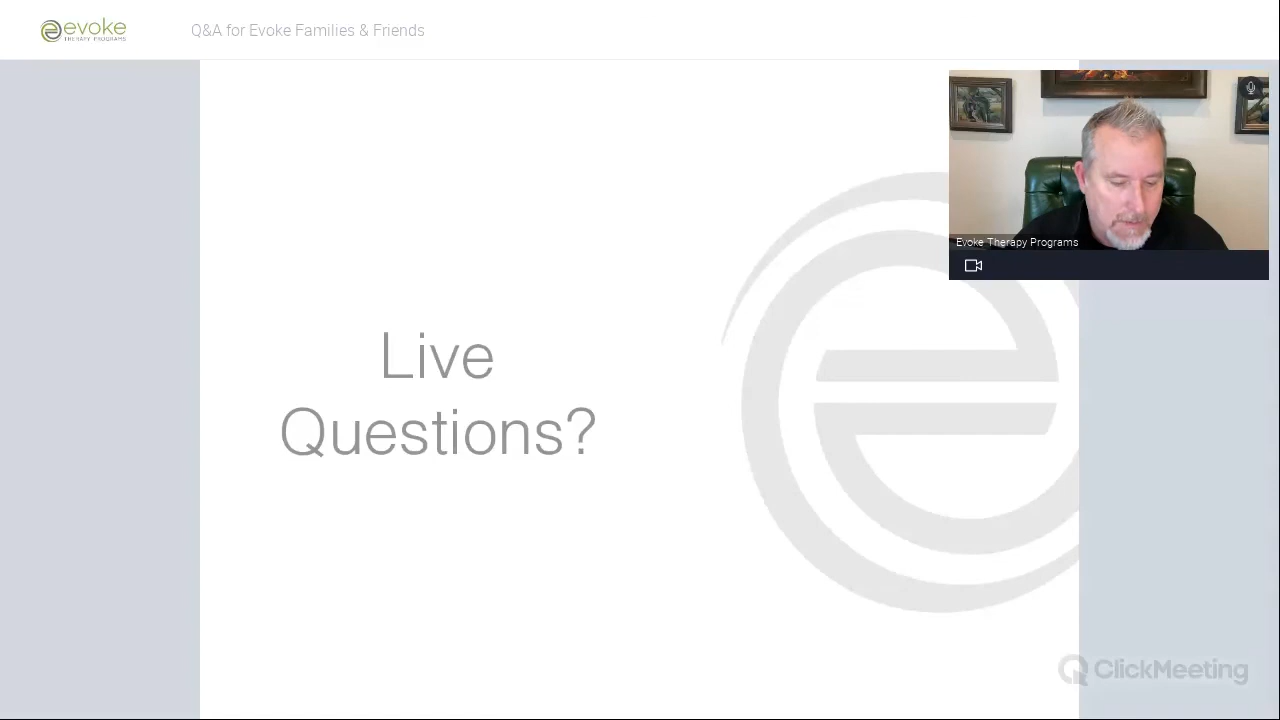 evoke
THERAPY PROGRAMS
Q&A for Evoke Families & Friends
Evoke Therapy Programs
Live
Questions?
ClickMeeting